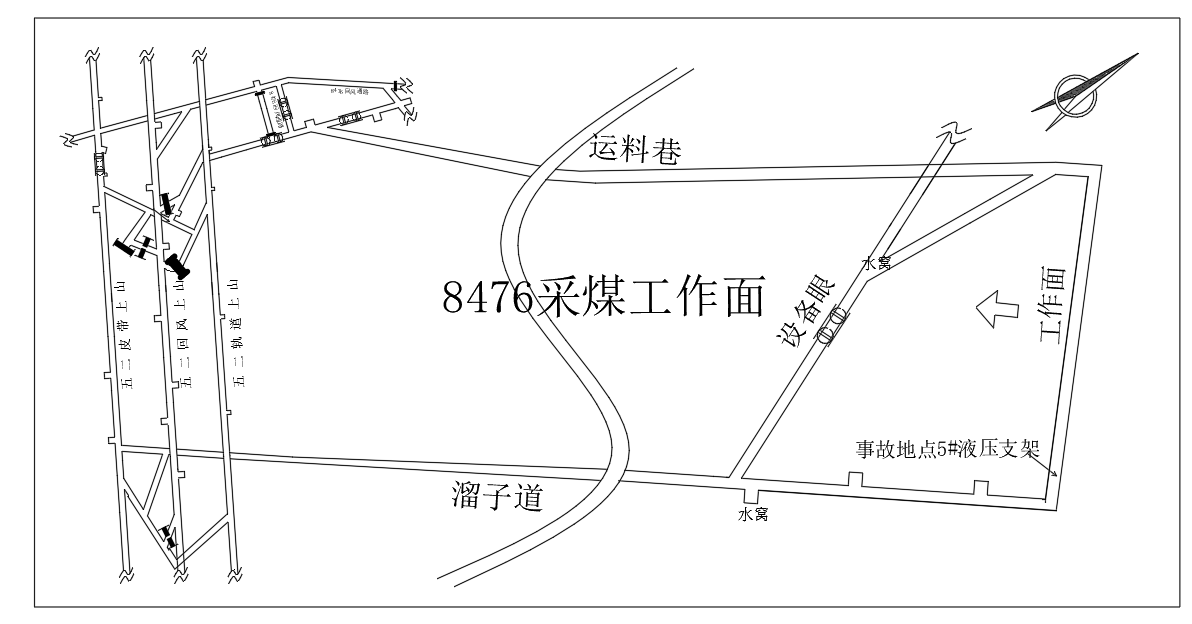 运料巷
水窝
8476采煤工作面
设备眼
工作面
五二皮带上山
五二回风上山
五二轨道上山
事故地点5#液压支架
溜子道
水窝